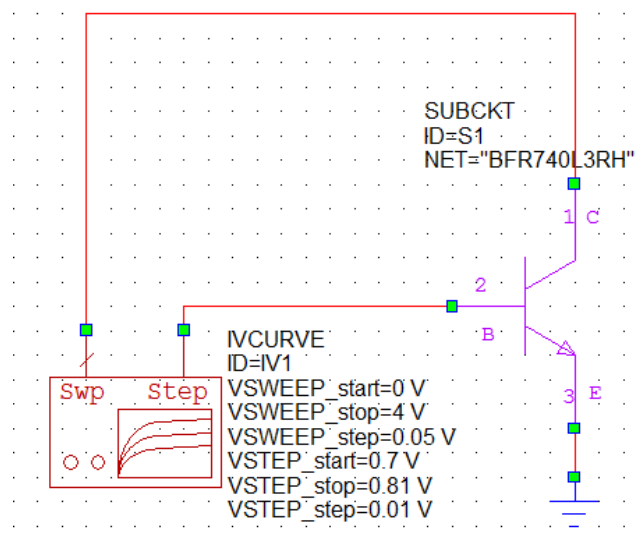 SUBCKT
ID=S1
NET="BFR740L3RH"
1 C
2
B
3 E
IVCURVE
ID=IV1
VSWEEP_start=0 V
VSWEEP_stop=4 V
VSWEEP_step=0.05 V
VSTEP_start=0.7 V
VSTEP_stop=0.81 V
VSTEP_step=0.01 V
Swp Step